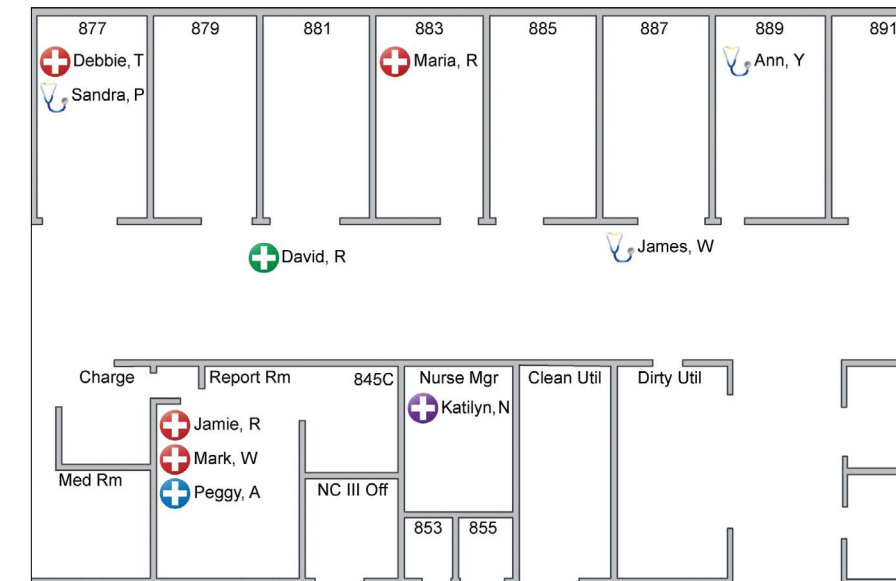 877 879 881 883 885 887 889 891
Debbie, T Maria, R Ann, Y
Sandra, P
David, R James, W
Charge Report Rm 845C Nurse Mgr Clean Util Dirty Util
Katilyn, N
Jamie, R
Mark, W
Med Rm Peggy, A NC III Off
853 855